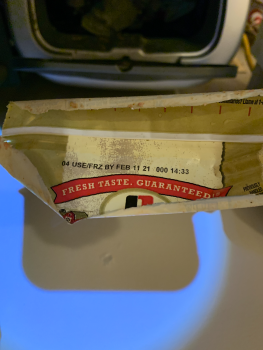 04 USE/FRZ BY FEB 11 21 000 14:33
FRESH TASTE. GUARANTEED!